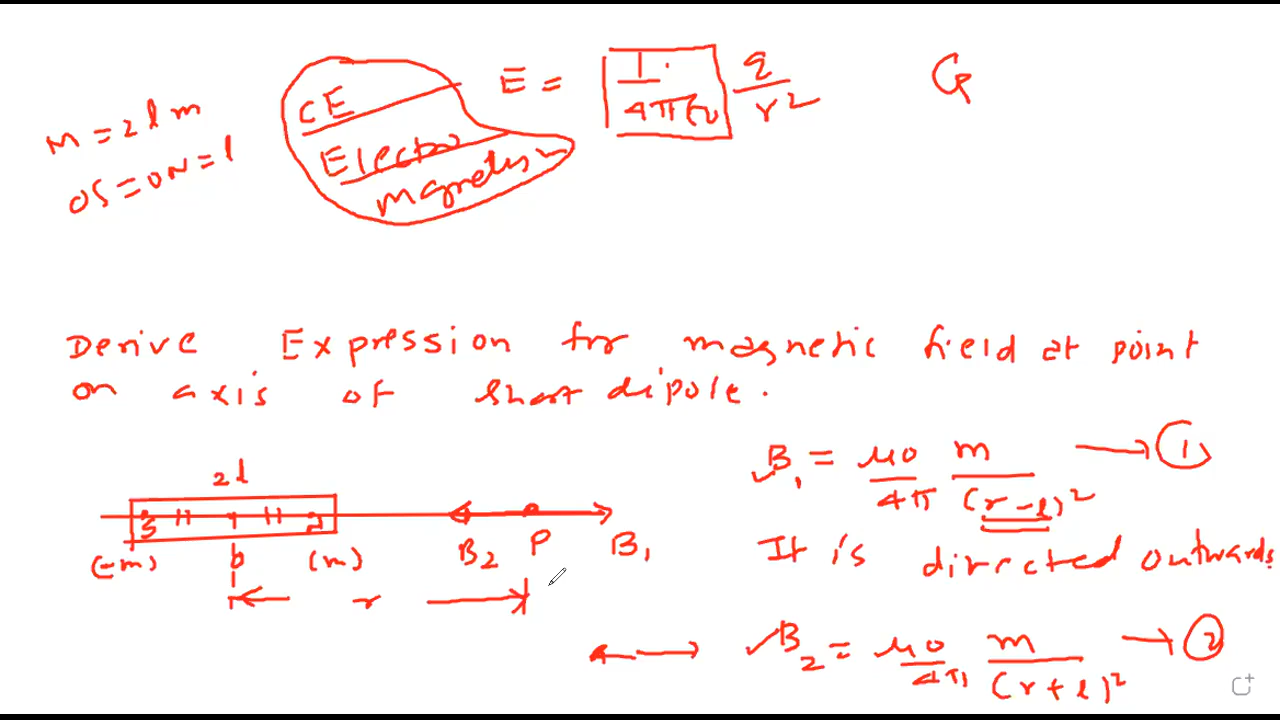 M = 2lm
OS = ON = l
CE
Electro
magnetism
E = 1/4πε0 q/r²
G
Derive Expression for magnetic field at point
on axis of short dipole.
2l
S N
(-m) (m)
B2 P B1
r
B1 = μ0/4π m/(r-l)² → ①
It is directed outwards
B2 = μ0/4π m/(r+l)² → ②